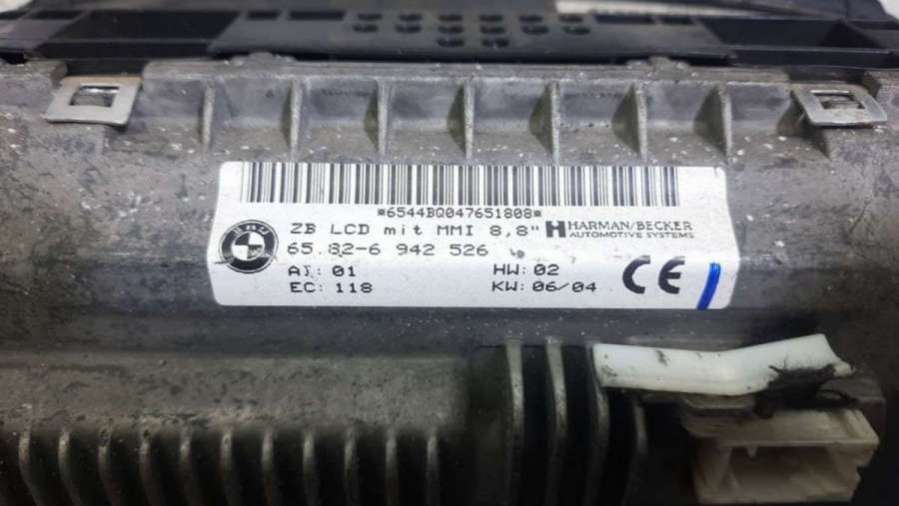 *6544BQ047651808*
ZB LCD mit MMI 8,8" HARMAN/BECKER
AUTOMOTIVE SYSTEMS
65.82-6 942 526
AI: 01 HW: 02
EC: 118 KW: 06/04 CE